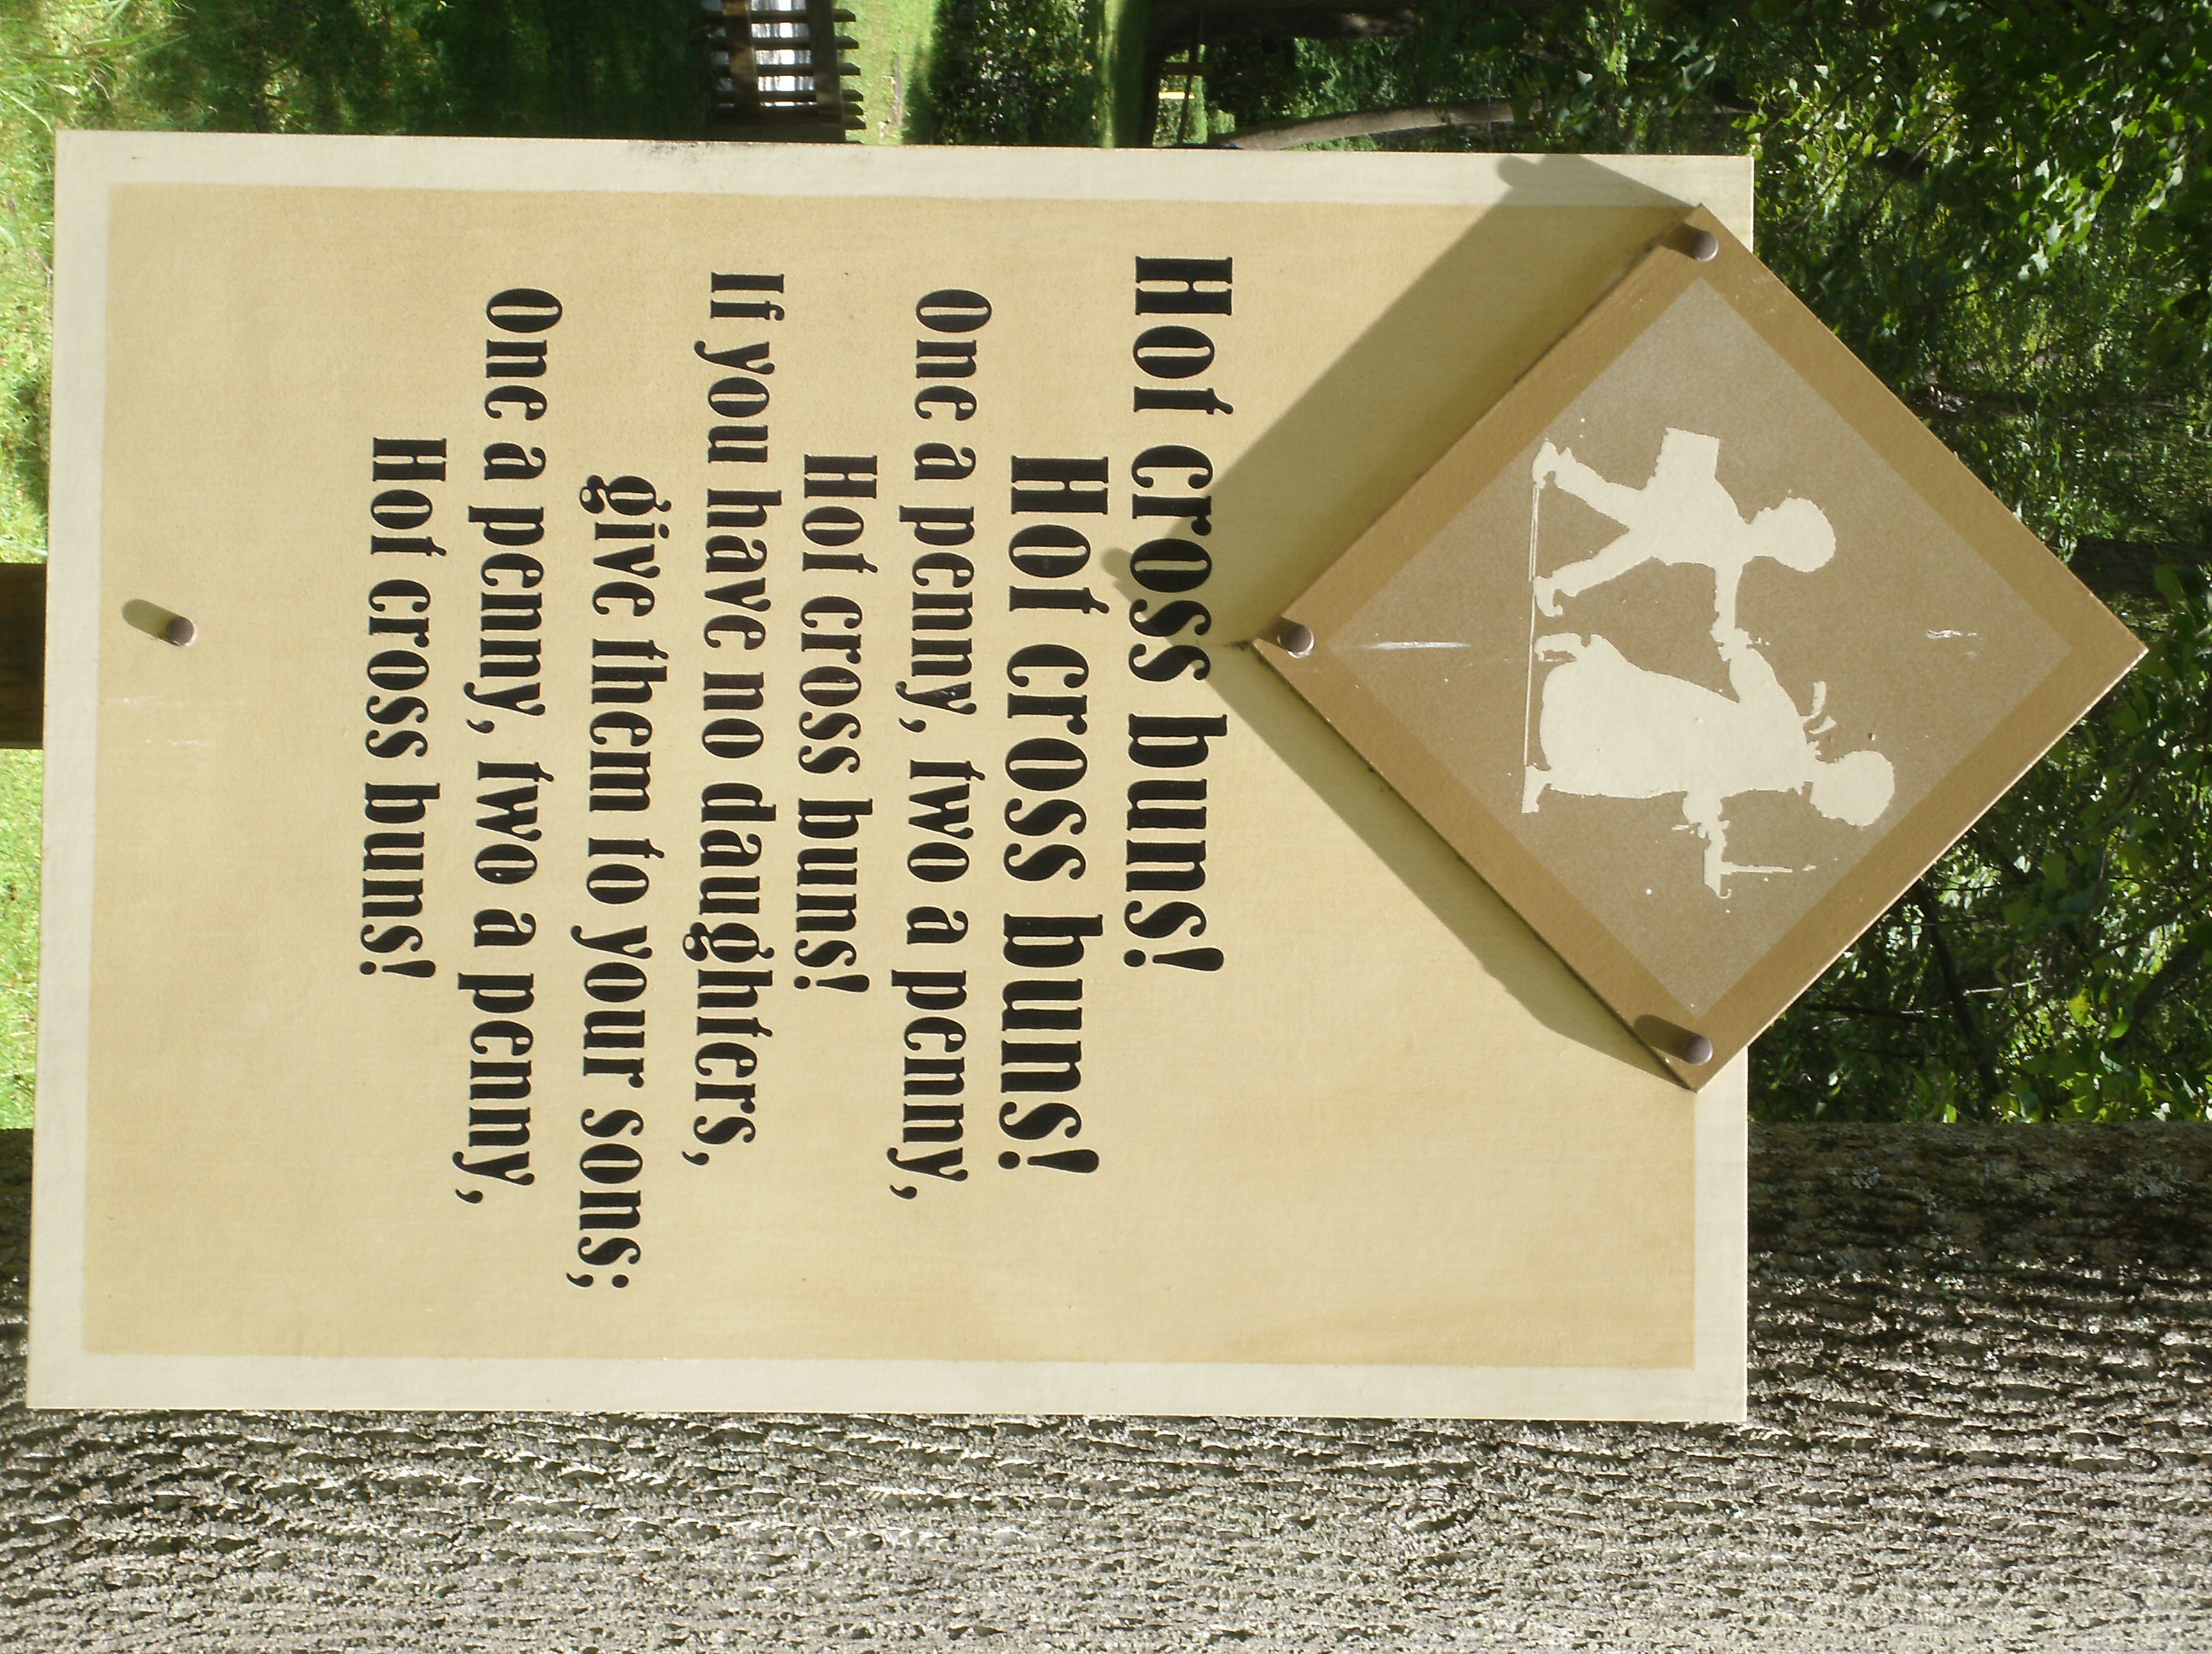 Hot cross buns!
Hot cross buns!
One a penny, two a penny,
Hot cross buns!
If you have no daughters,
give them to your sons;
One a penny, two a penny,
Hot cross buns!